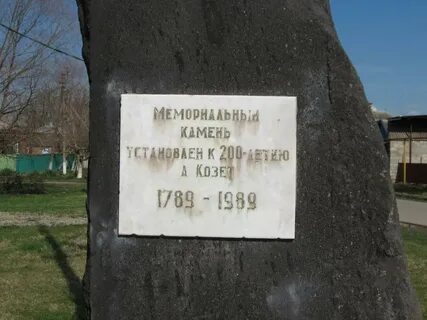 Мемориальный
камень
установлен к 200-летию
а Козет
1789 - 1989